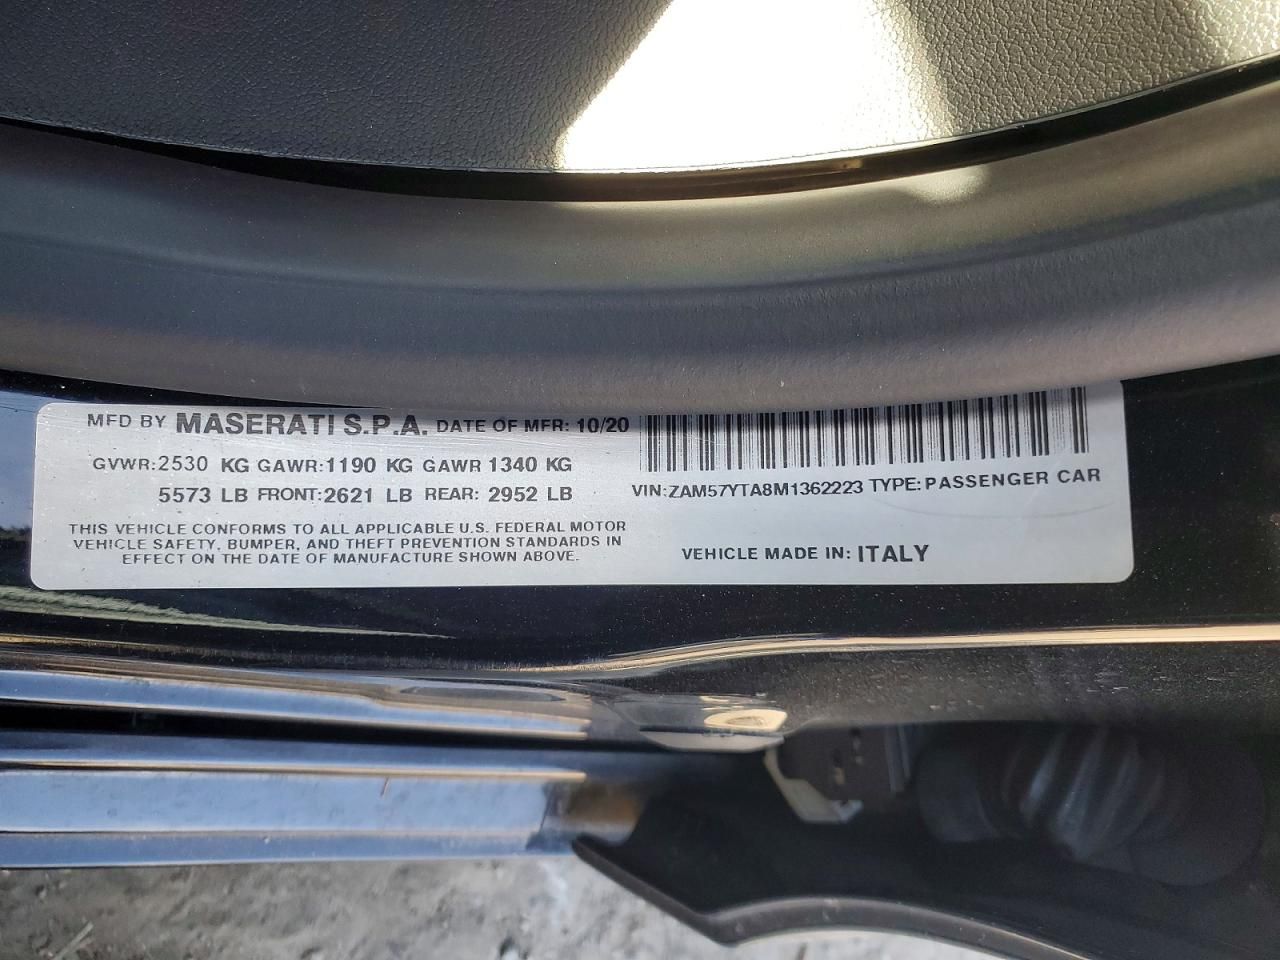 MFD BY MASERATI S.P.A. DATE OF MFR: 10/20
GVWR:2530 KG GAWR:1190 KG GAWR 1340 KG
5573 LB FRONT:2621 LB REAR: 2952 LB
THIS VEHICLE CONFORMS TO ALL APPLICABLE U.S. FEDERAL MOTOR
VEHICLE SAFETY, BUMPER, AND THEFT PREVENTION STANDARDS IN
EFFECT ON THE DATE OF MANUFACTURE SHOWN ABOVE.
VIN:ZAM57YTA8M1362223 TYPE:PASSENGER CAR
VEHICLE MADE IN: ITALY